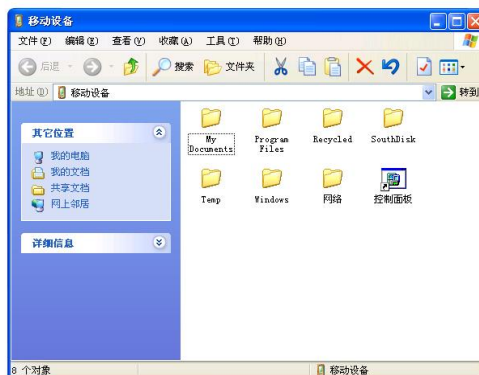 移动设备
文件(F) 编辑(E) 查看(V) 收藏(A) 工具(T) 帮助(H)
后退 搜索 文件夹
地址(D) 移动设备 转到
其它位置
我的电脑
我的文档
共享文档
网上邻居
详细信息
My Documents
Program Files
Recycled
SouthDisk
Temp
Windows
网络
控制面板
8 个对象 移动设备